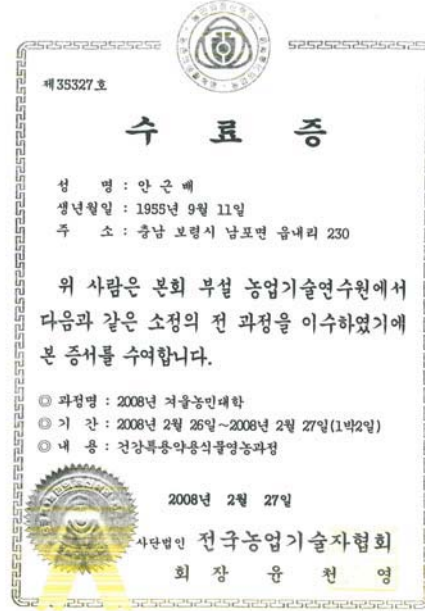 제35327호
수 료 증
성 명 : 안근배
생년월일 : 1955년 9월 11일
주 소 : 충남 보령시 남포면 읍내리 230
위 사람은 본회 부설 농업기술연수원에서
다음과 같은 소정의 전 과정을 이수하였기에
본 증서를 수여합니다.
◎ 과정명 : 2008년 겨울농민대학
◎ 기 간 : 2008년 2월 26일~2008년 2월 27일(1박2일)
◎ 내 용 : 건강특용약용식물영농과정
2008년 2월 27일
사단법인 전국농업기술자협회
회 장 윤 천 영